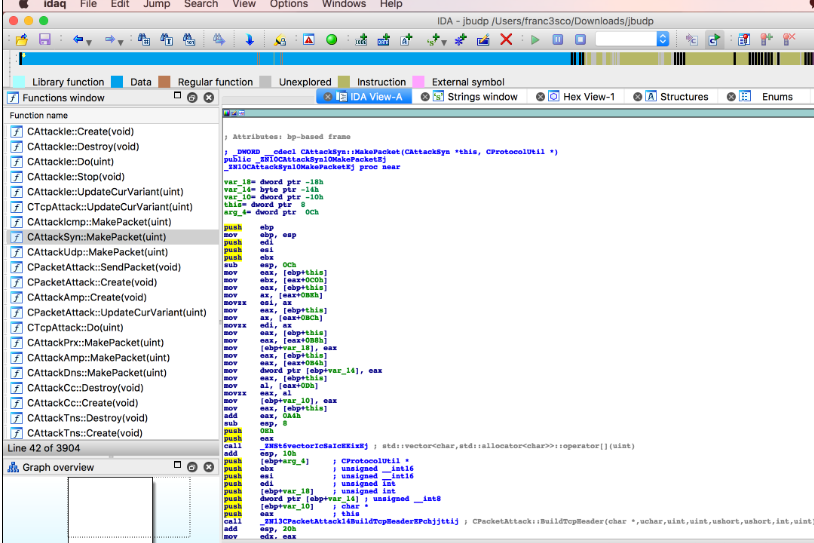 idaq File Edit Jump Search View Options Windows Help
IDA - jbudp /Users/franc3sco/Downloads/jbudp
Library function Data Regular function Unexplored Instruction External symbol
Functions window
IDA View-A Strings window Hex View-1 Structures Enums
Function name
CAttackIe::Create(void)
CAttackIe::Destroy(void)
CAttackIe::Do(uint)
CAttackIe::Stop(void)
CAttackIe::UpdateCurVariant(uint)
CTcpAttack::UpdateCurVariant(uint)
CAttackIcmp::MakePacket(uint)
CAttackSyn::MakePacket(uint)
CAttackUdp::MakePacket(uint)
CPacketAttack::SendPacket(void)
CPacketAttack::Create(void)
CAttackAmp::Create(void)
CPacketAttack::UpdateCurVariant(uint)
CTcpAttack::Do(uint)
CAttackPrx::MakePacket(uint)
CAttackAmp::MakePacket(uint)
CAttackDns::MakePacket(uint)
CAttackCc::Destroy(void)
CAttackCc::Create(void)
CAttackTns::Destroy(void)
CAttackTns::Create(void)
Line 42 of 3904
Graph overview
; Attributes: bp-based frame
; _DWORD __cdecl CAttackSyn::MakePacket(CAttackSyn *this, CProtocolUtil *)
public _ZN10CAttackSyn10MakePacketEj
_ZN10CAttackSyn10MakePacketEj proc near
var_18= dword ptr -18h
var_14= byte ptr -14h
var_10= dword ptr -10h
this= dword ptr 8
arg_4= dword ptr 0Ch
push ebp
mov ebp, esp
push edi
push esi
push ebx
sub esp, 0Ch
mov eax, [ebp+this]
mov ebx, [eax+0C0h]
mov eax, [ebp+this]
mov ax, [eax+0BEh]
movzx esi, ax
mov eax, [ebp+this]
mov ax, [eax+0BCh]
movzx edi, ax
mov eax, [ebp+this]
mov eax, [eax+0B8h]
mov [ebp+var_18], eax
mov eax, [ebp+this]
mov eax, [eax+0B4h]
mov dword ptr [ebp+var_14], eax
mov eax, [ebp+this]
mov al, [eax+0Dh]
movzx eax, al
mov [ebp+var_10], eax
mov eax, [ebp+this]
add eax, 0A4h
sub esp, 8
push 0Eh
push eax
call _ZNSt6vectorIcSaIcEEixEj ; std::vector<char,std::allocator<char>>::operator[](uint)
add esp, 10h
push [ebp+arg_4] ; CProtocolUtil *
push ebx ; unsigned __int16
push esi ; unsigned __int16
push edi ; unsigned int
push [ebp+var_18] ; unsigned int
push dword ptr [ebp+var_14] ; unsigned __int8
push [ebp+var_10] ; char *
push eax ; this
call _ZN13CPacketAttack14BuildTcpHeaderEPchjjttij ; CPacketAttack::BuildTcpHeader(char *,uchar,uint,uint,ushort,ushort,int,uint)
add esp, 20h
mov edx, eax